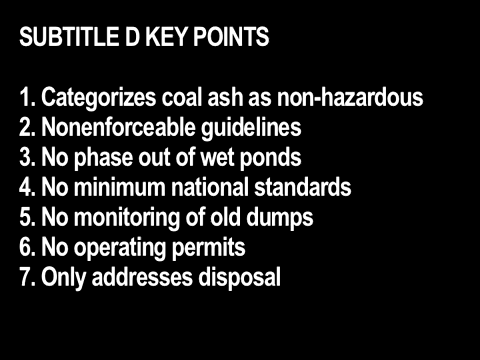 SUBTITLE D KEY POINTS
1. Categorizes coal ash as non-hazardous
2. Nonenforceable guidelines
3. No phase out of wet ponds
4. No minimum national standards
5. No monitoring of old dumps
6. No operating permits
7. Only addresses disposal